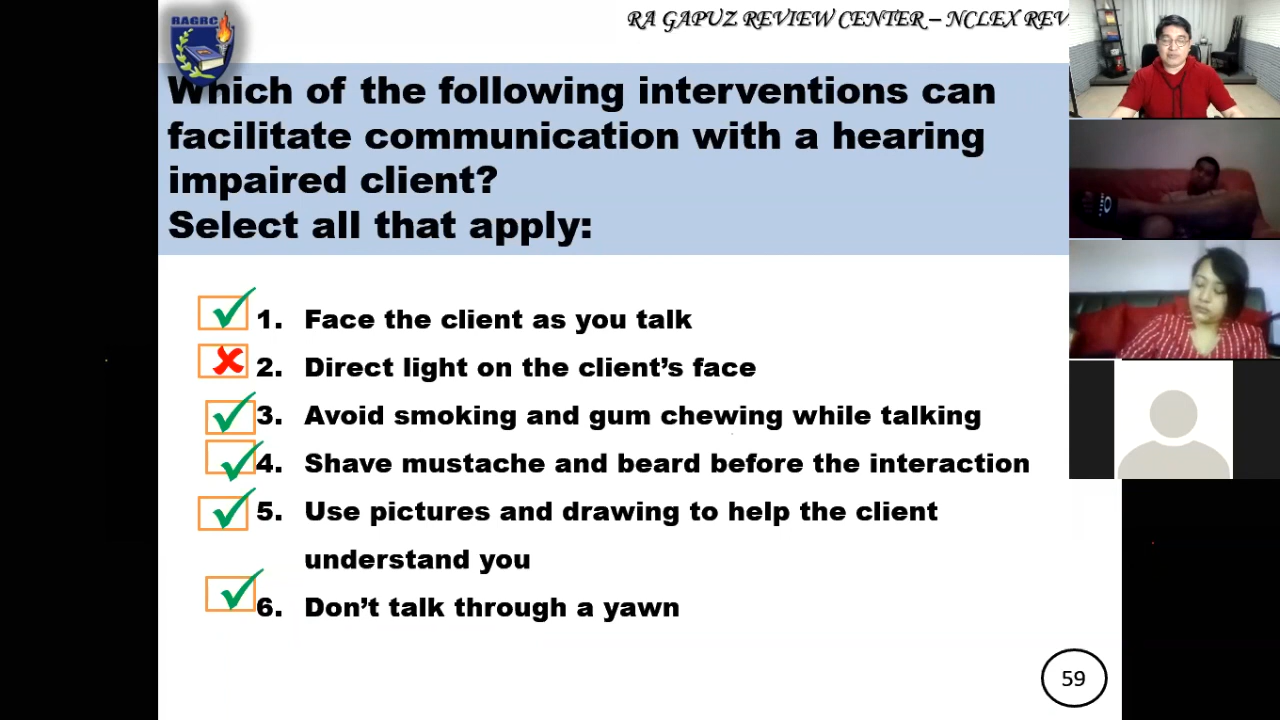 RAGRC
RA GAPUZ REVIEW CENTER – NCLEX REV
Which of the following interventions can
facilitate communication with a hearing
impaired client?
Select all that apply:
1. Face the client as you talk
2. Direct light on the client's face
3. Avoid smoking and gum chewing while talking
4. Shave mustache and beard before the interaction
5. Use pictures and drawing to help the client
understand you
6. Don't talk through a yawn
59